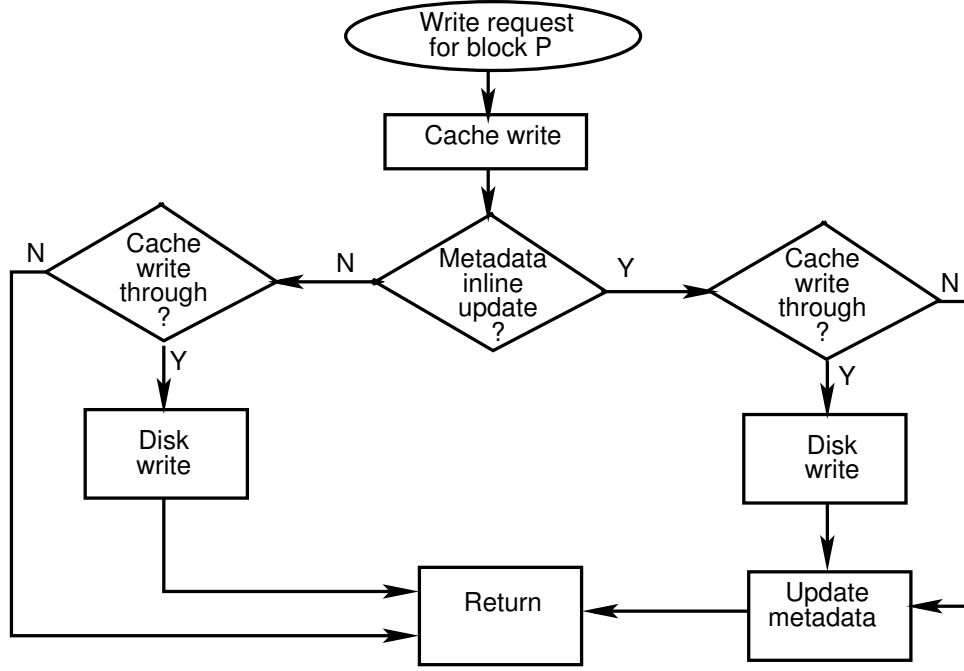 Write request
for block P
Cache write
N
Cache
write
through
?
N
Metadata
inline
update
?
Y
Cache
write
through
?
N
Y
Y
Disk
write
Disk
write
Return
Update
metadata